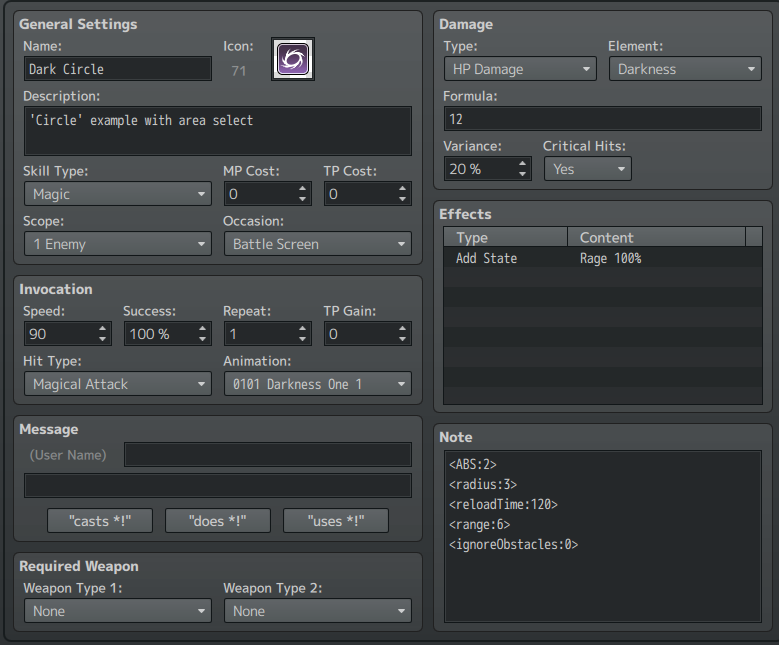 General Settings
Name:
Icon:
Dark Circle
71
Description:
'Circle' example with area select
Skill Type:
MP Cost:
TP Cost:
Magic
0
0
Scope:
Occasion:
1 Enemy
Battle Screen
Invocation
Speed:
Success:
Repeat:
TP Gain:
90
100 %
1
0
Hit Type:
Animation:
Magical Attack
0101 Darkness One 1
Message
(User Name)
"casts *!"
"does *!"
"uses *!"
Required Weapon
Weapon Type 1:
Weapon Type 2:
None
None
Damage
Type:
Element:
HP Damage
Darkness
Formula:
12
Variance:
Critical Hits:
20 %
Yes
Effects
Type
Content
Add State
Rage 100%
Note
<ABS:2>
<radius:3>
<reloadTime:120>
<range:6>
<ignoreObstacles:0>